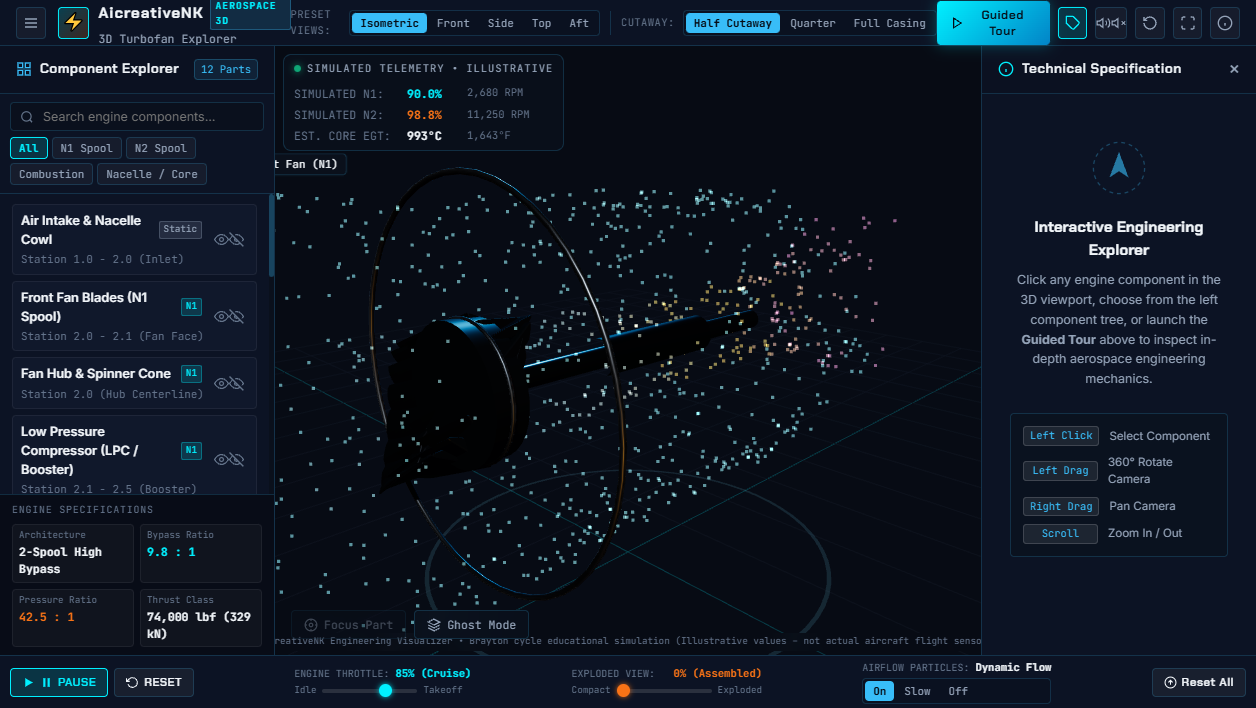 AicreativeNK
AEROSPACE 3D
3D Turbofan Explorer
PRESET VIEWS:
Isometric Front Side Top Aft
CUTAWAY:
Half Cutaway Quarter Full Casing
Guided Tour
Component Explorer
12 Parts
Search engine components...
All N1 Spool N2 Spool
Combustion Nacelle / Core
Air Intake & Nacelle
Cowl
Static
Station 1.0 - 2.0 (Inlet)
Front Fan Blades (N1
Spool)
N1
Station 2.0 - 2.1 (Fan Face)
Fan Hub & Spinner Cone
N1
Station 2.0 (Hub Centerline)
Low Pressure
Compressor (LPC /
Booster)
N1
Station 2.1 - 2.5 (Booster)
ENGINE SPECIFICATIONS
Architecture
2-Spool High
Bypass
Bypass Ratio
9.8 : 1
Pressure Ratio
42.5 : 1
Thrust Class
74,000 lbf (329
kN)
SIMULATED TELEMETRY • ILLUSTRATIVE
SIMULATED N1: 90.0% 2,680 RPM
SIMULATED N2: 98.8% 11,250 RPM
EST. CORE EGT: 993°C 1,643°F
t Fan (N1)
Focus Part
Ghost Mode
reativeNK Engineering Visualizer • Brayton cycle educational simulation (Illustrative values - not actual aircraft flight senso
Technical Specification
Interactive Engineering
Explorer
Click any engine component in the
3D viewport, choose from the left
component tree, or launch the
Guided Tour above to inspect in-
depth aerospace engineering
mechanics.
Left Click Select Component
Left Drag 360° Rotate
Camera
Right Drag Pan Camera
Scroll Zoom In / Out
PAUSE
RESET
ENGINE THROTTLE: 85% (Cruise)
Idle Takeoff
EXPLODED VIEW: 0% (Assembled)
Compact Exploded
AIRFLOW PARTICLES: Dynamic Flow
On Slow Off
Reset All